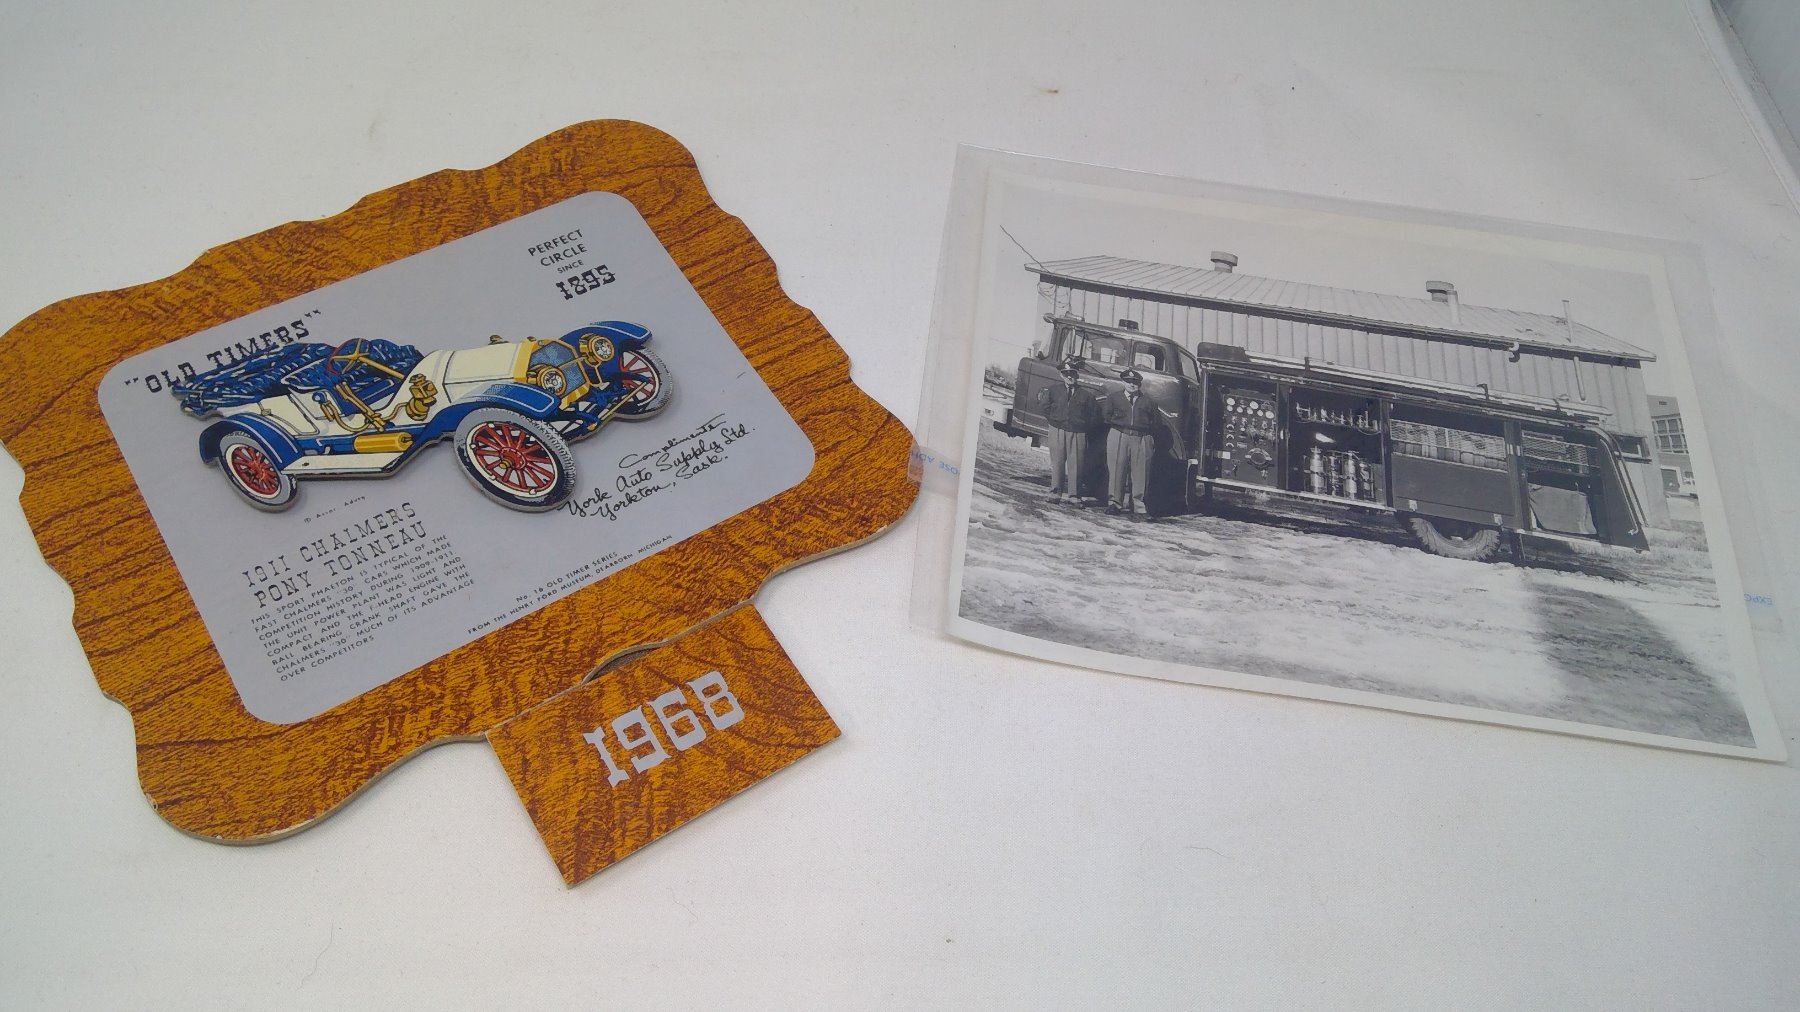 "OLD TIMERS"
PERFECT
CIRCLE
SINCE
1895
Compliments
York Auto Supply Ltd.
Yorkton, Sask.
1911 CHALMERS
PONY TONNEAU
THIS SPORT PHAETON IS TYPICAL OF THE
FAST CHALMERS "30" CARS WHICH MADE
COMPETITION HISTORY DURING 1909-1911
THE UNIT POWER PLANT WAS LIGHT AND
COMPACT AND THE F-HEAD ENGINE WITH
BALL BEARING CRANK SHAFT GAVE THE
CHALMERS "30" MUCH OF ITS ADVANTAGE
OVER COMPETITORS
No. 16 OLD TIMER SERIES
FROM THE HENRY FORD MUSEUM, DEARBORN MICHIGAN
1968